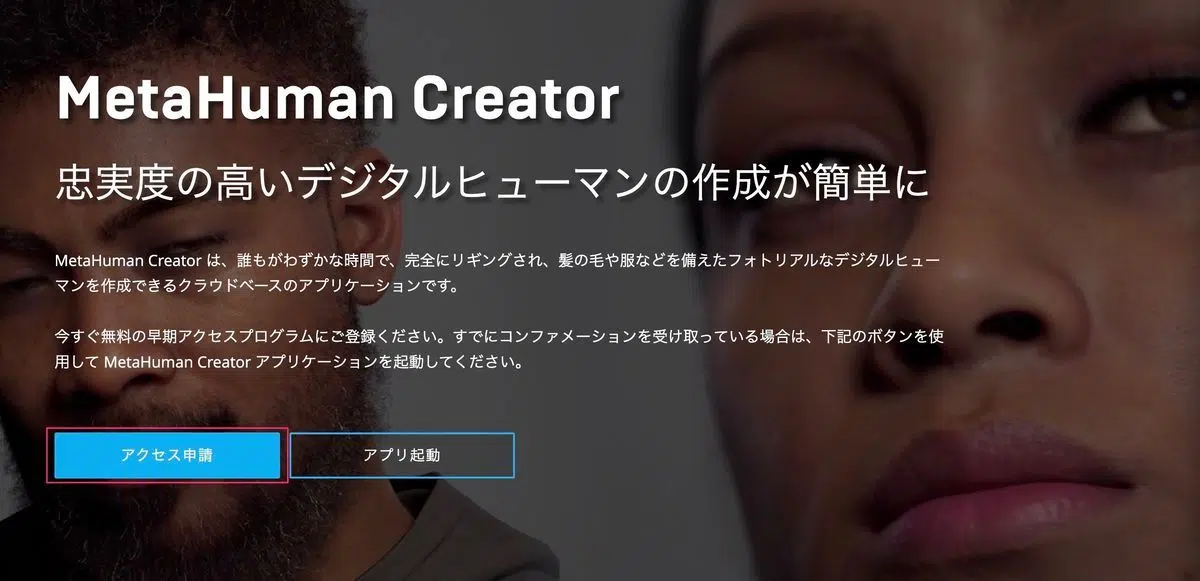 MetaHuman Creator
忠実度の高いデジタルヒューマンの作成が簡単に
MetaHuman Creator は、誰もがわずかな時間で、完全にリギングされ、髪の毛や服などを備えたフォトリアルなデジタルヒュー
マンを作成できるクラウドベースのアプリケーションです。
今すぐ無料の早期アクセスプログラムにご登録ください。すでにコンファメーションを受け取っている場合は、下記のボタンを使
用して MetaHuman Creator アプリケーションを起動してください。
アクセス申請
アプリ起動